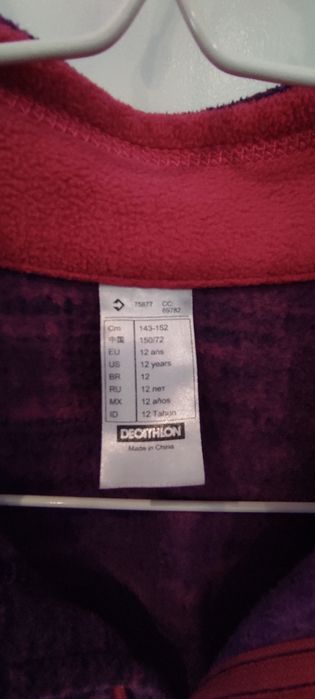 75877 CC:
69782
Cm 143-152
中国 150/72
EU 12 ans
US 12 years
BR 12
RU 12 лет
MX 12 años
ID 12 Tahun
DECATHLON
Made in China